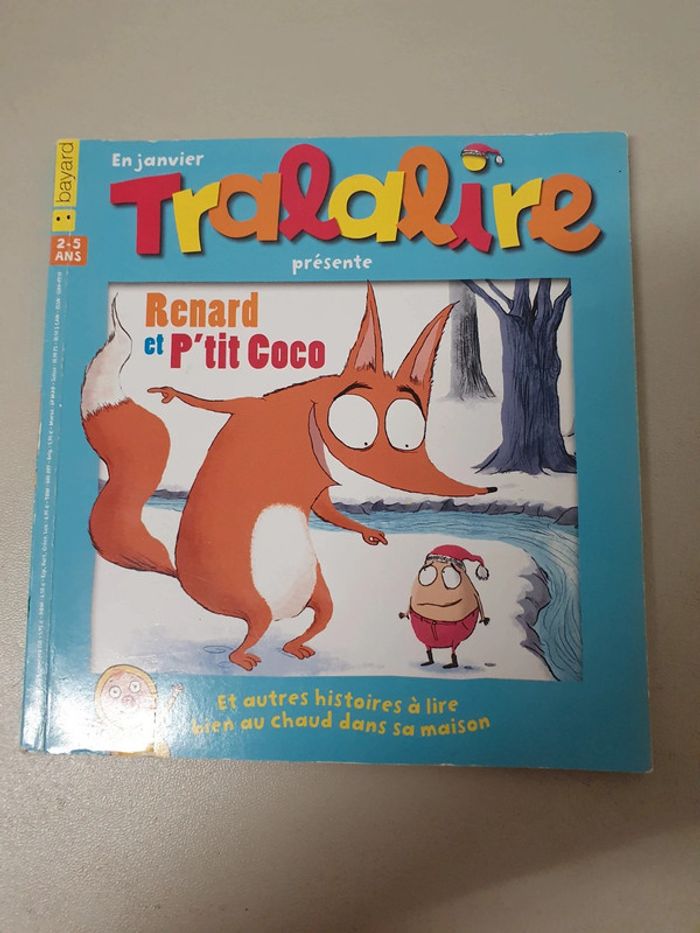 bayard
2-5
ANS
En janvier
Tralalire
présente
Renard
et P'tit Coco
Et autres histoires à lire
bien au chaud dans sa maison